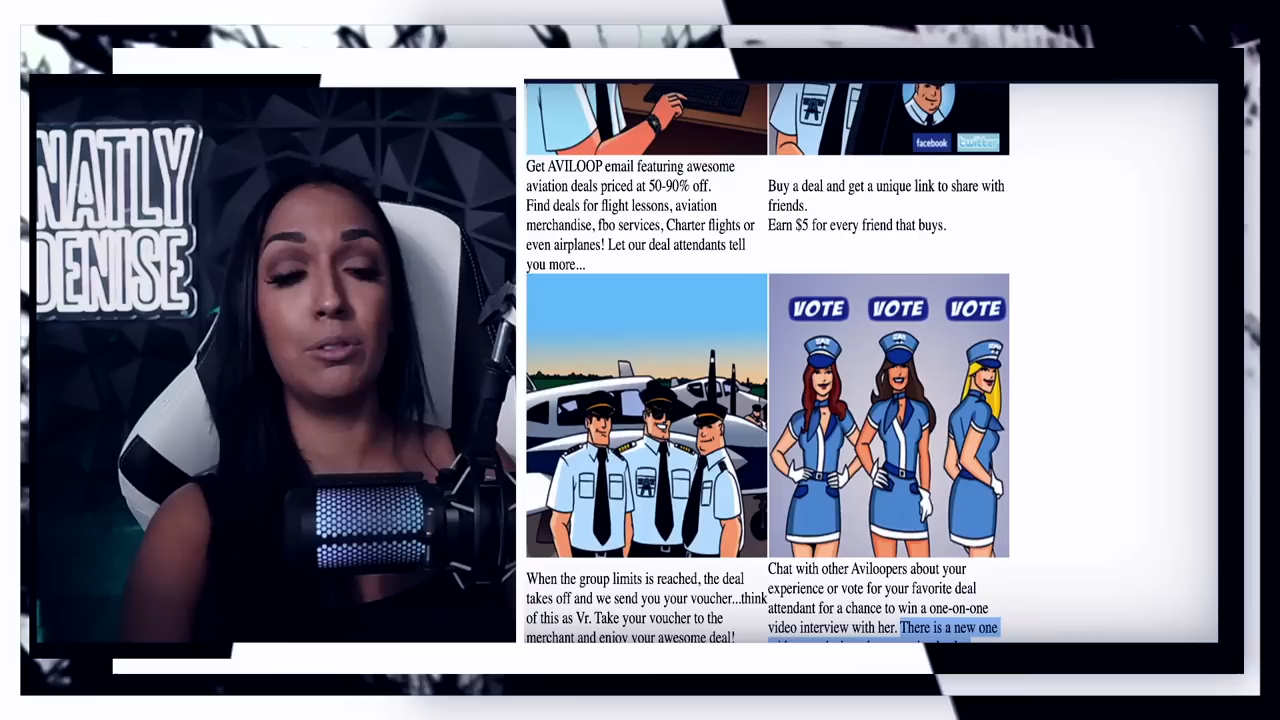 NATLY
DENISE
facebook
twitter
Get AVILOOP email featuring awesome
aviation deals priced at 50-90% off.
Find deals for flight lessons, aviation
merchandise, fbo services, Charter flights or
even airplanes! Let our deal attendants tell
you more...
Buy a deal and get a unique link to share with
friends.
Earn $5 for every friend that buys.
VOTE VOTE VOTE
When the group limits is reached, the deal
takes off and we send you your voucher...think
of this as Vr. Take your voucher to the
merchant and enjoy your awesome deal!
Chat with other Aviloopers about your
experience or vote for your favorite deal
attendant for a chance to win a one-on-one
video interview with her. There is a new one